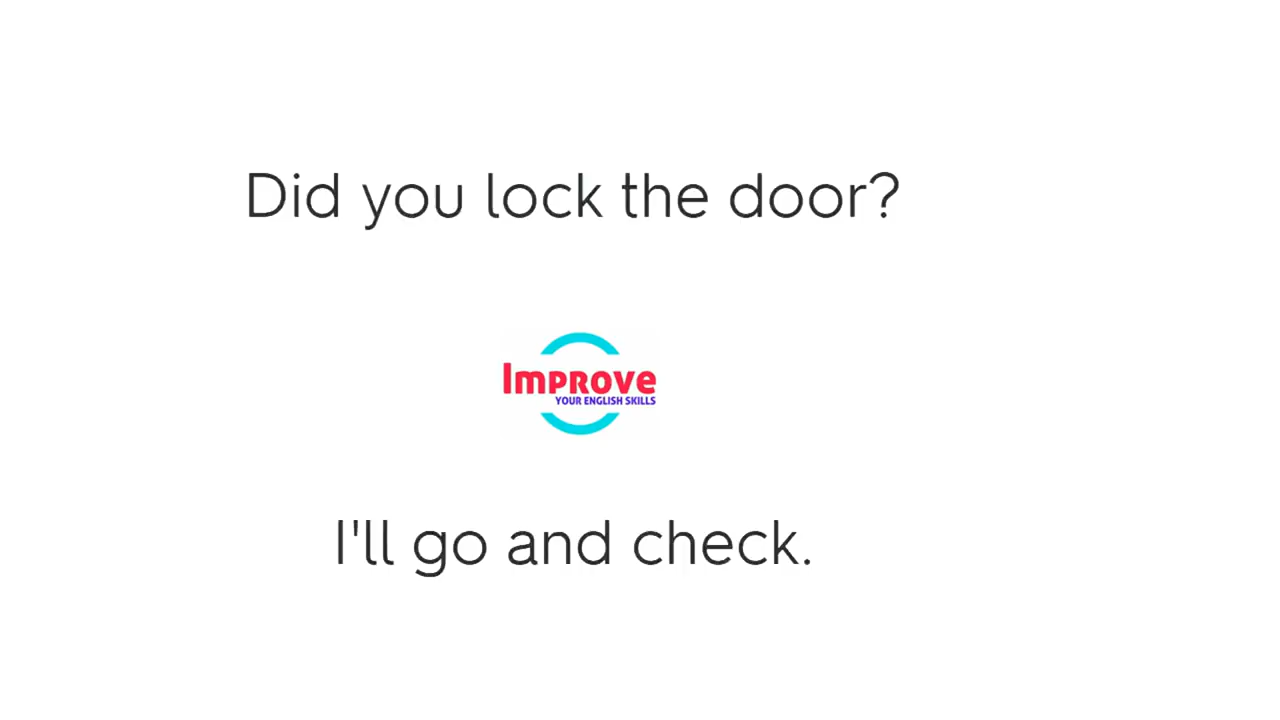 Did you lock the door?
Improve
YOUR ENGLISH SKILLS
I'll go and check.